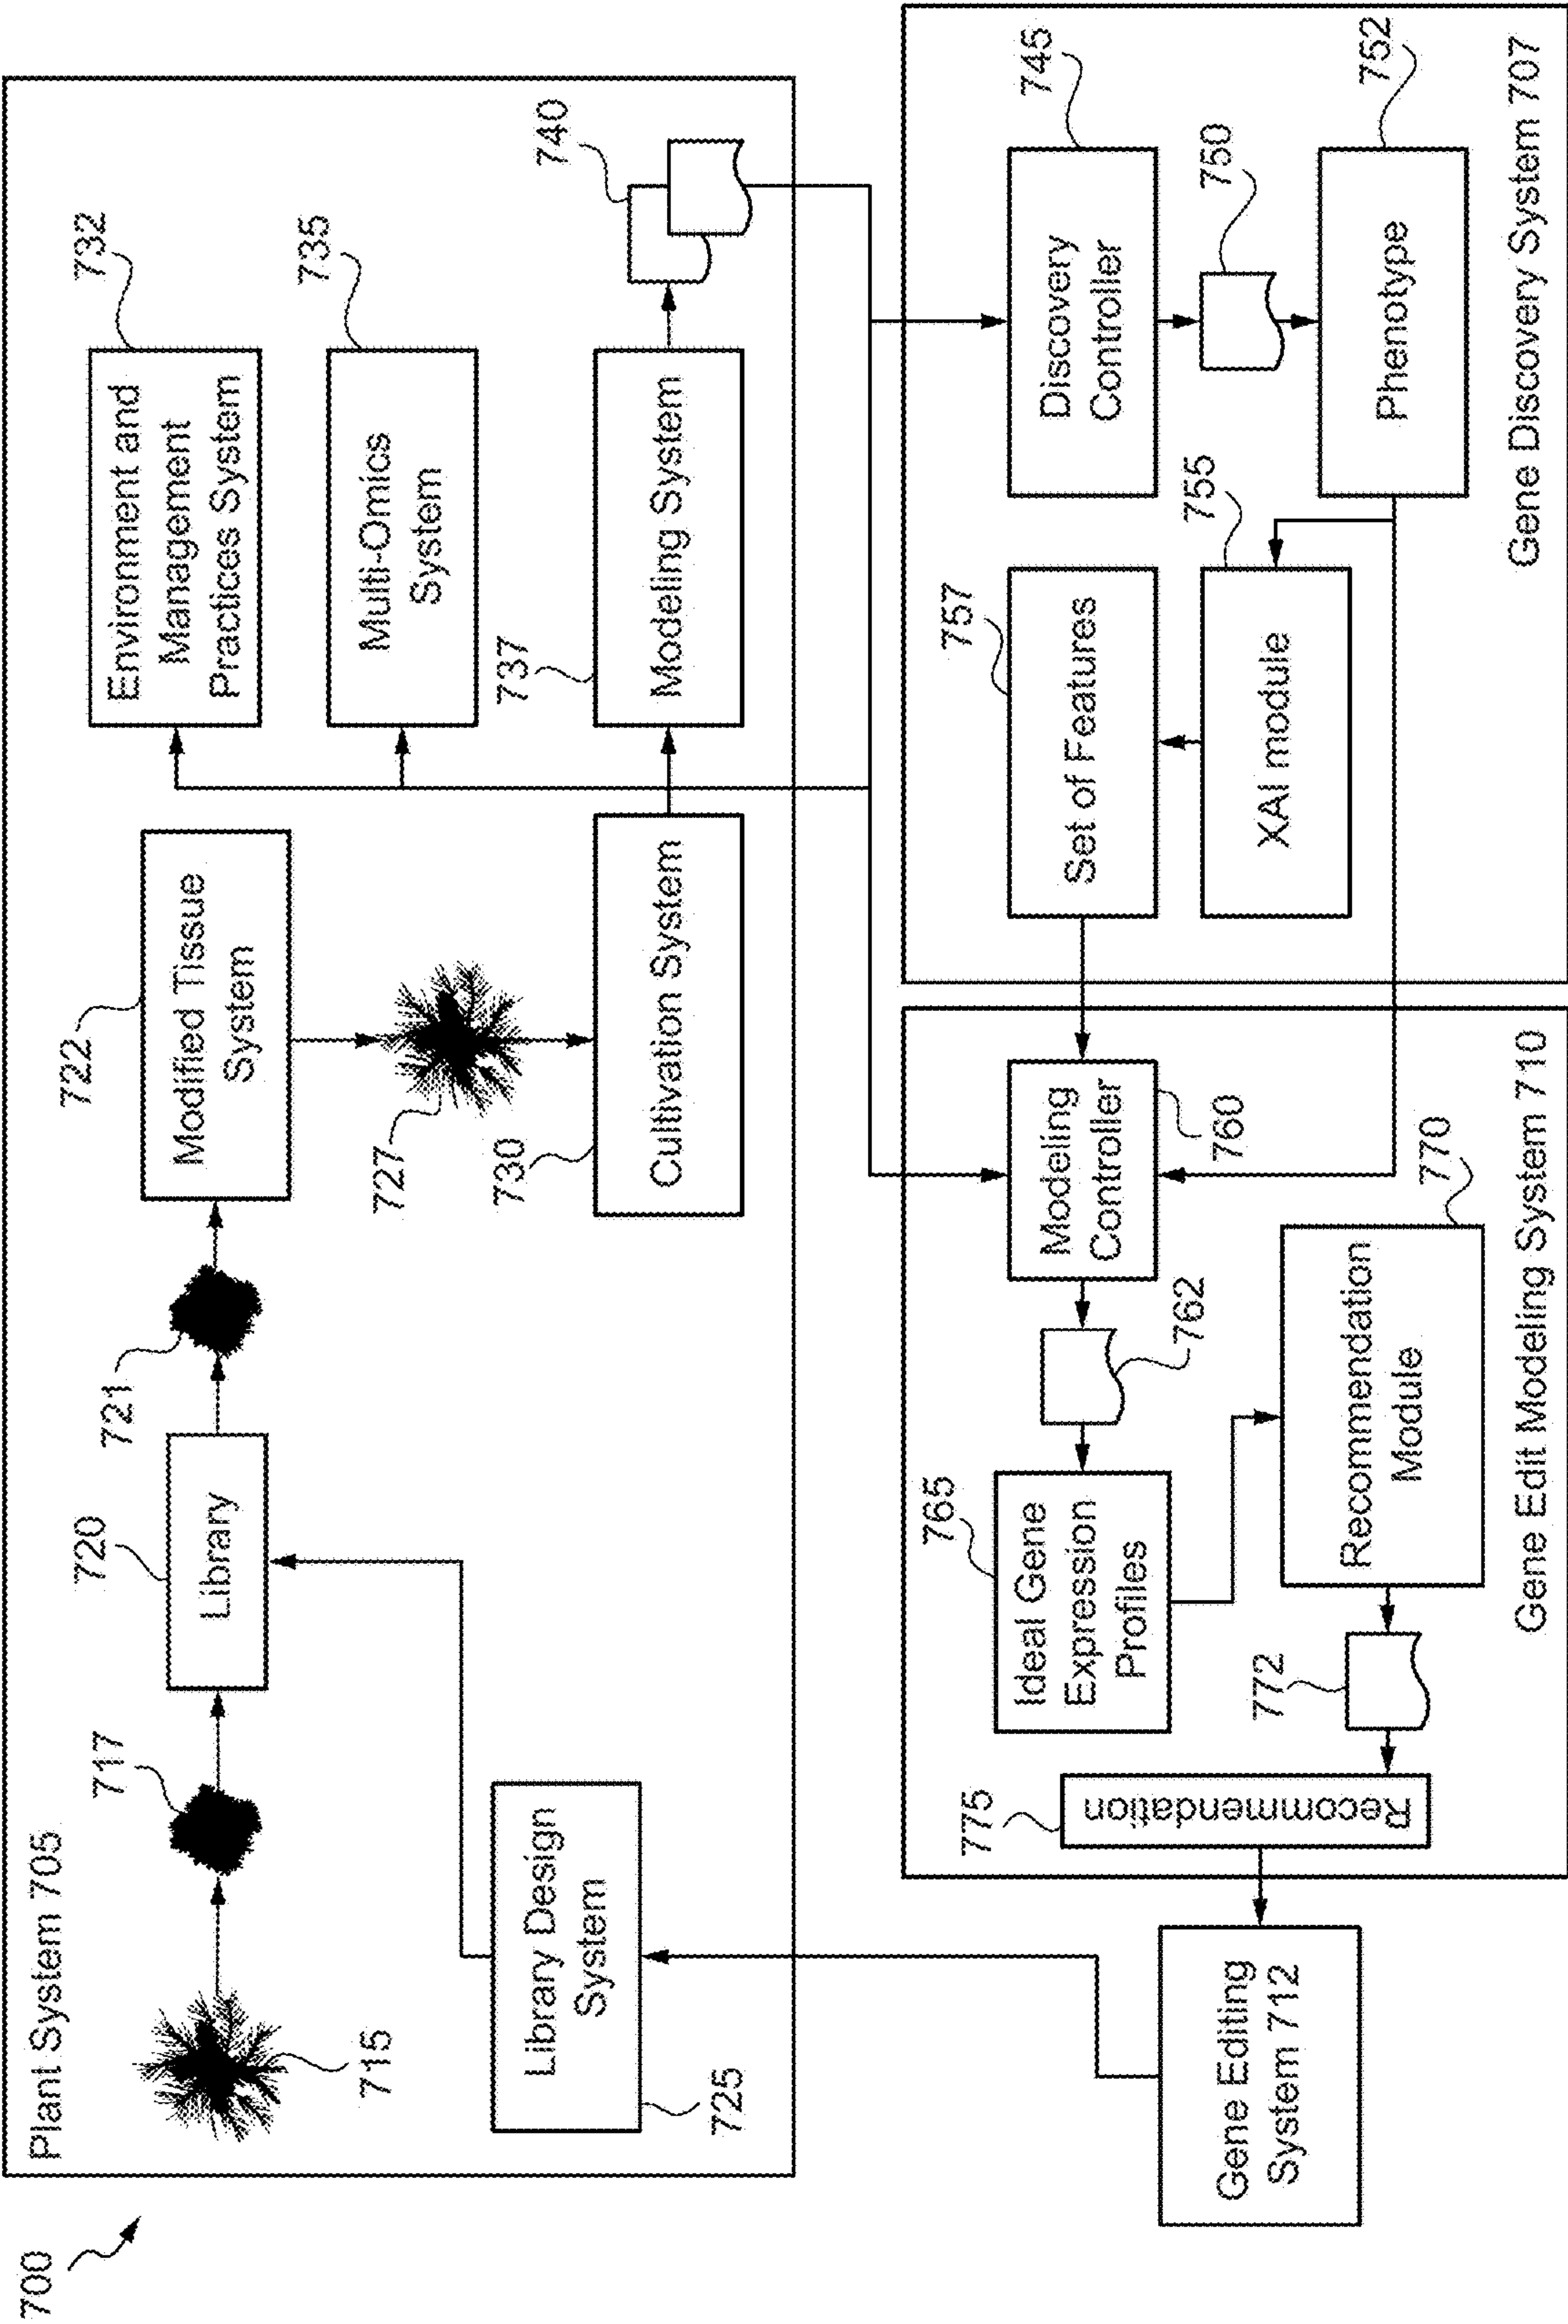 700
Plant System 705
715
717
720
Library
721
722
Modified Tissue
System
727
Library Design
System
725
730
Cultivation System
732
Environment and
Management
Practices System
735
Multi-Omics
System
737
Modeling System
740
Gene Editing
System 712
775
Recommendation
772
765
Ideal Gene
Expression
Profiles
762
Modeling
Controller
760
770
Recommendation
Module
Gene Edit Modeling System 710
757
Set of Features
755
XAI module
745
Discovery
Controller
750
752
Phenotype
Gene Discovery System 707